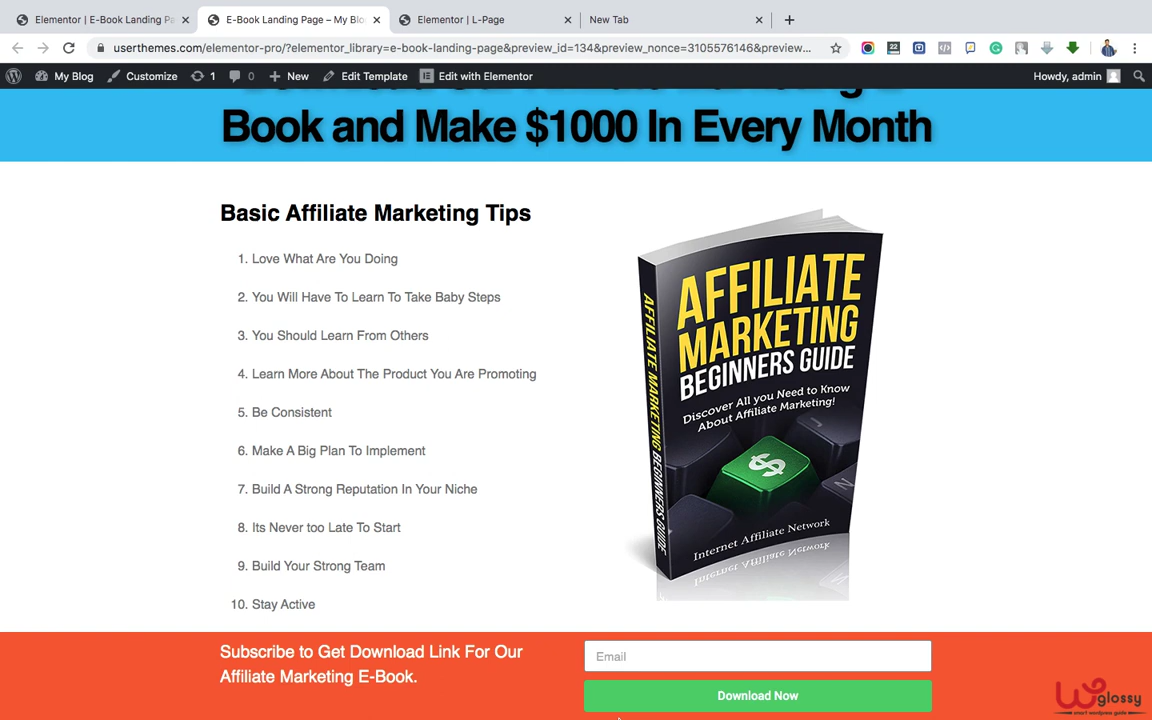 Elementor | E-Book Landing Pa
E-Book Landing Page – My Blo
Elementor | L-Page
New Tab
userthemes.com/elementor-pro/?elementor_library=e-book-landing-page&preview_id=134&preview_nonce=3105576146&preview...
22
My Blog
Customize
1
0
New
Edit Template
Edit with Elementor
Howdy, admin
Book and Make $1000 In Every Month
Basic Affiliate Marketing Tips
1. Love What Are You Doing
2. You Will Have To Learn To Take Baby Steps
3. You Should Learn From Others
4. Learn More About The Product You Are Promoting
5. Be Consistent
6. Make A Big Plan To Implement
7. Build A Strong Reputation In Your Niche
8. Its Never too Late To Start
9. Build Your Strong Team
10. Stay Active
AFFILIATE MARKETING BEGINNERS GUIDE
AFFILIATE
MARKETING
BEGINNERS GUIDE
Discover All you Need to Know
About Affiliate Marketing!
$
Internet Affiliate Network
Subscribe to Get Download Link For Our
Affiliate Marketing E-Book.
Email
Download Now
glossy
smart wordpress guide